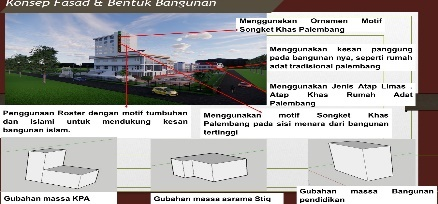 Konsep Fasad & Bentuk Bangunan
Menggunakan Ornamen Motif
Songket Khas Palembang
Menggunakan kesan panggung
pada bangunan nya, seperti rumah
adat tradisional palembang
Menggunakan Jenis Atap Limas -
Atap Khas Rumah Adat
Palembang
Penggunaan Roster dengan motif tumbuhan
dan islami untuk mendukung kesan
bangunan islam.
Menggunakan motif Songket Khas
Palembang pada sisi menara dari bangunan
tertinggi
Gubahan massa KPA
Gubahan massa asrama Stiq
Gubahan massa Bangunan
pendidikan